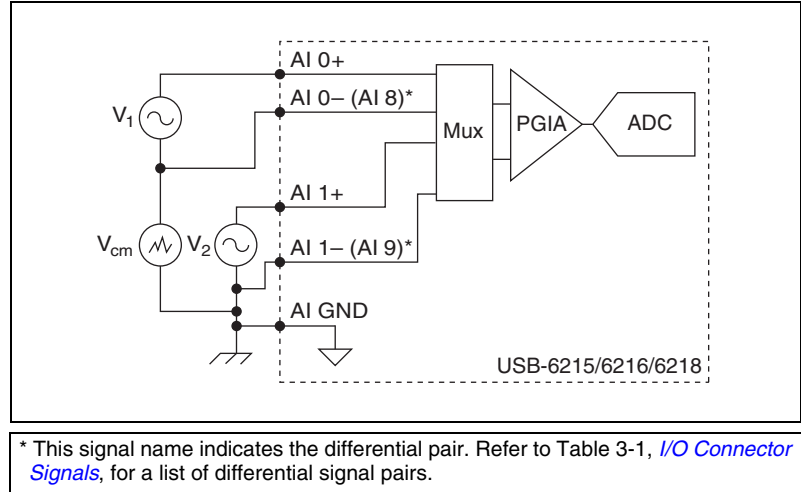 AI 0+
AI 0– (AI 8)*
V1
Mux
PGIA
ADC
AI 1+
Vcm
V2
AI 1– (AI 9)*
AI GND
USB-6215/6216/6218
* This signal name indicates the differential pair. Refer to Table 3-1, I/O Connector
Signals, for a list of differential signal pairs.